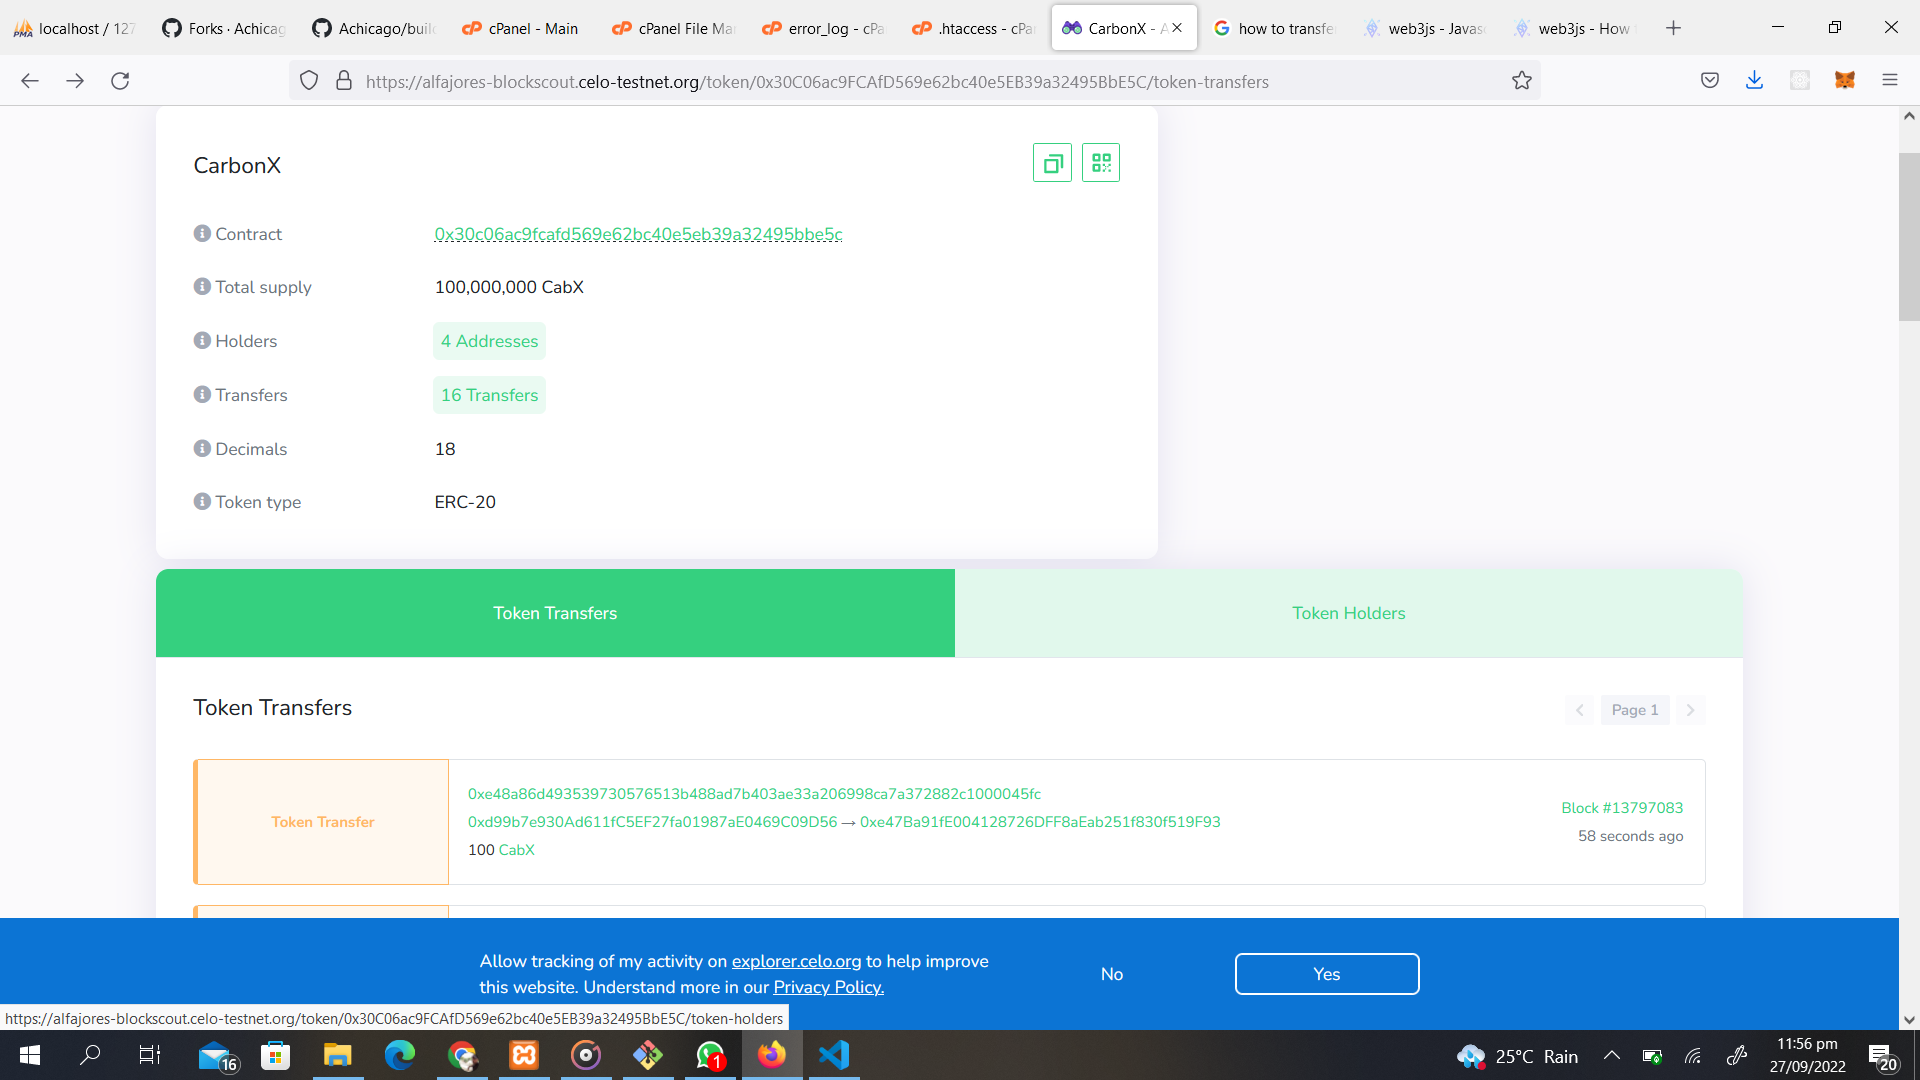 localhost / 127
Forks · Achicag
Achicago/build
cPanel - Main
cPanel File Man
error_log - cPa
.htaccess - cPan
CarbonX - A
how to transfer
web3js - Javasc
web3js - How
https://alfajores-blockscout.celo-testnet.org/token/0x30C06ac9FCAfD569e62bc40e5EB39a32495BbE5C/token-transfers
CarbonX
Contract 0x30c06ac9fcafd569e62bc40e5eb39a32495bbe5c
Total supply 100,000,000 CabX
Holders 4 Addresses
Transfers 16 Transfers
Decimals 18
Token type ERC-20
Token Transfers Token Holders
Token Transfers
Page 1
Token Transfer
0xe48a86d493539730576513b488ad7b403ae33a206998ca7a372882c1000045fc
0xd99b7e930Ad611fC5EF27fa01987aE0469C09D56 → 0xe47Ba91fE004128726DFF8aEab251f830f519F93
100 CabX
Block #13797083
58 seconds ago
Allow tracking of my activity on explorer.celo.org to help improve
this website. Understand more in our Privacy Policy.
No
Yes
https://alfajores-blockscout.celo-testnet.org/token/0x30C06ac9FCAfD569e62bc40e5EB39a32495BbE5C/token-holders
16
1
25°C Rain
11:56 pm
27/09/2022
20